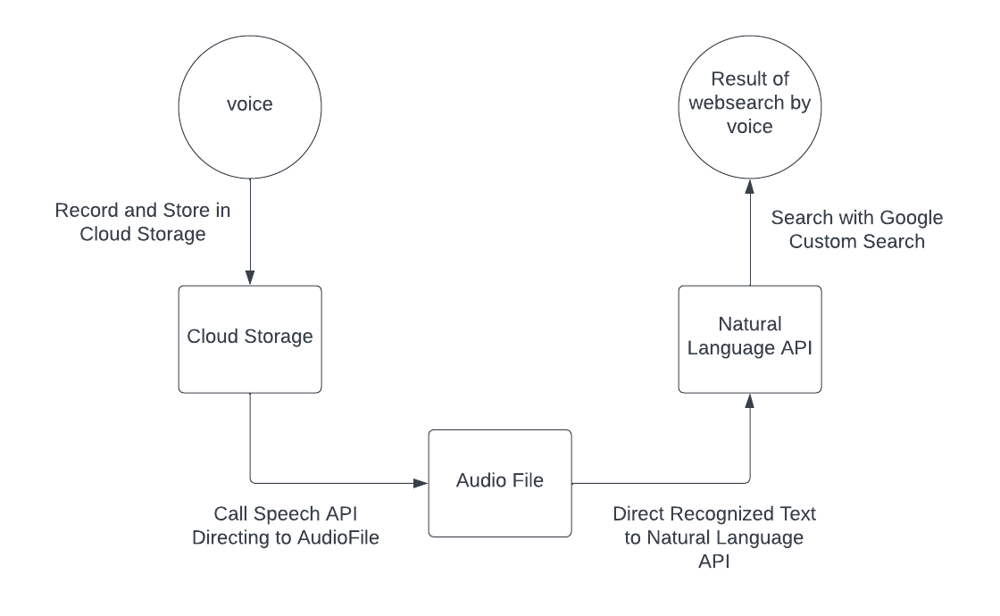 voice
Record and Store in
Cloud Storage
Cloud Storage
Call Speech API
Directing to AudioFile
Audio File
Direct Recognized Text
to Natural Language
API
Natural
Language API
Search with Google
Custom Search
Result of
websearch by
voice